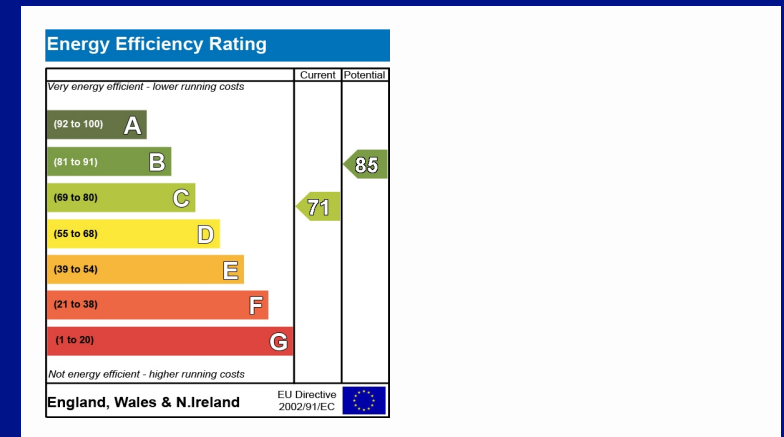 Energy Efficiency Rating
Current Potential
Very energy efficient - lower running costs
(92 to 100) A
(81 to 91) B
85
(69 to 80) C
71
(55 to 68) D
(39 to 54) E
(21 to 38) F
(1 to 20) G
Not energy efficient - higher running costs
England, Wales & N.Ireland
EU Directive
2002/91/EC